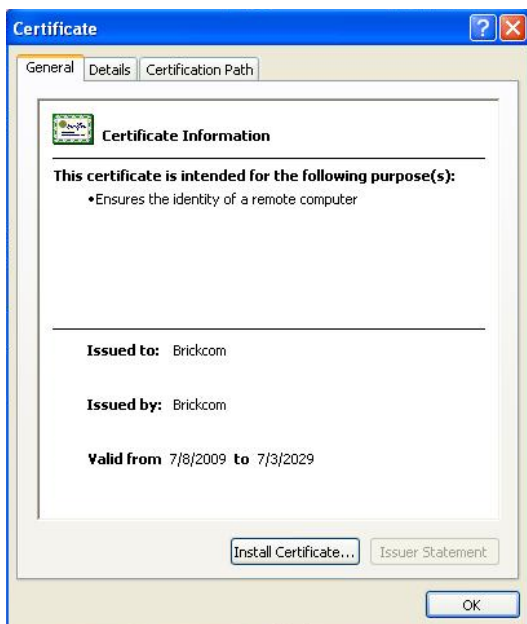 Certificate
General Details Certification Path
Certificate Information
This certificate is intended for the following purpose(s):
•Ensures the identity of a remote computer
Issued to: Brickcom
Issued by: Brickcom
Valid from 7/8/2009 to 7/3/2029
Install Certificate... Issuer Statement
OK